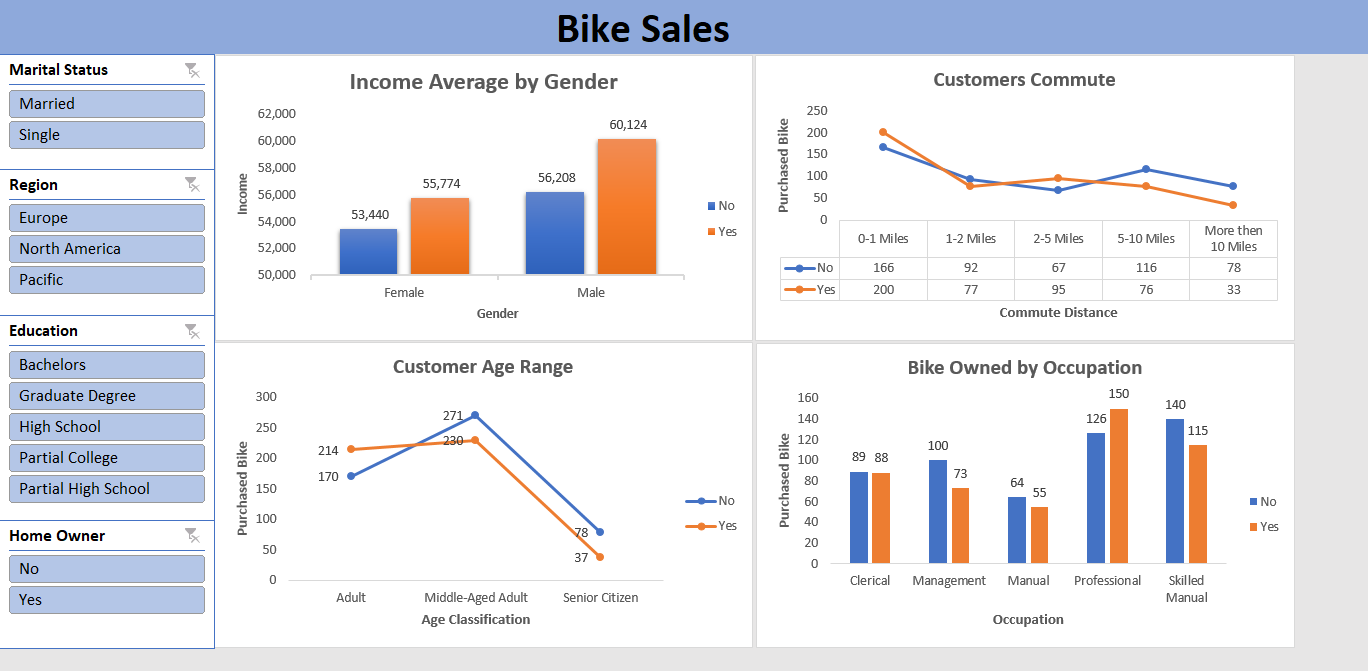 Bike Sales
Marital Status
Married
Single
Region
Europe
North America
Pacific
Education
Bachelors
Graduate Degree
High School
Partial College
Partial High School
Home Owner
No
Yes
Income Average by Gender
62,000
60,000
58,000
56,000
54,000
52,000
50,000
Income
53,440
55,774
56,208
60,124
Female
Male
Gender
No
Yes
Customers Commute
Purchased Bike
250
200
150
100
50
0
0-1 Miles 1-2 Miles 2-5 Miles 5-10 Miles More then
10 Miles
No 166 92 67 116 78
Yes 200 77 95 76 33
Commute Distance
Customer Age Range
Purchased Bike
300
250
200
150
100
50
0
214
170
271
230
78
37
Adult Middle-Aged Adult Senior Citizen
Age Classification
No
Yes
Bike Owned by Occupation
Purchased Bike
160
140
120
100
80
60
40
20
0
89 88
100
73
64
55
126
150
140
115
Clerical Management Manual Professional Skilled
Manual
Occupation
No
Yes